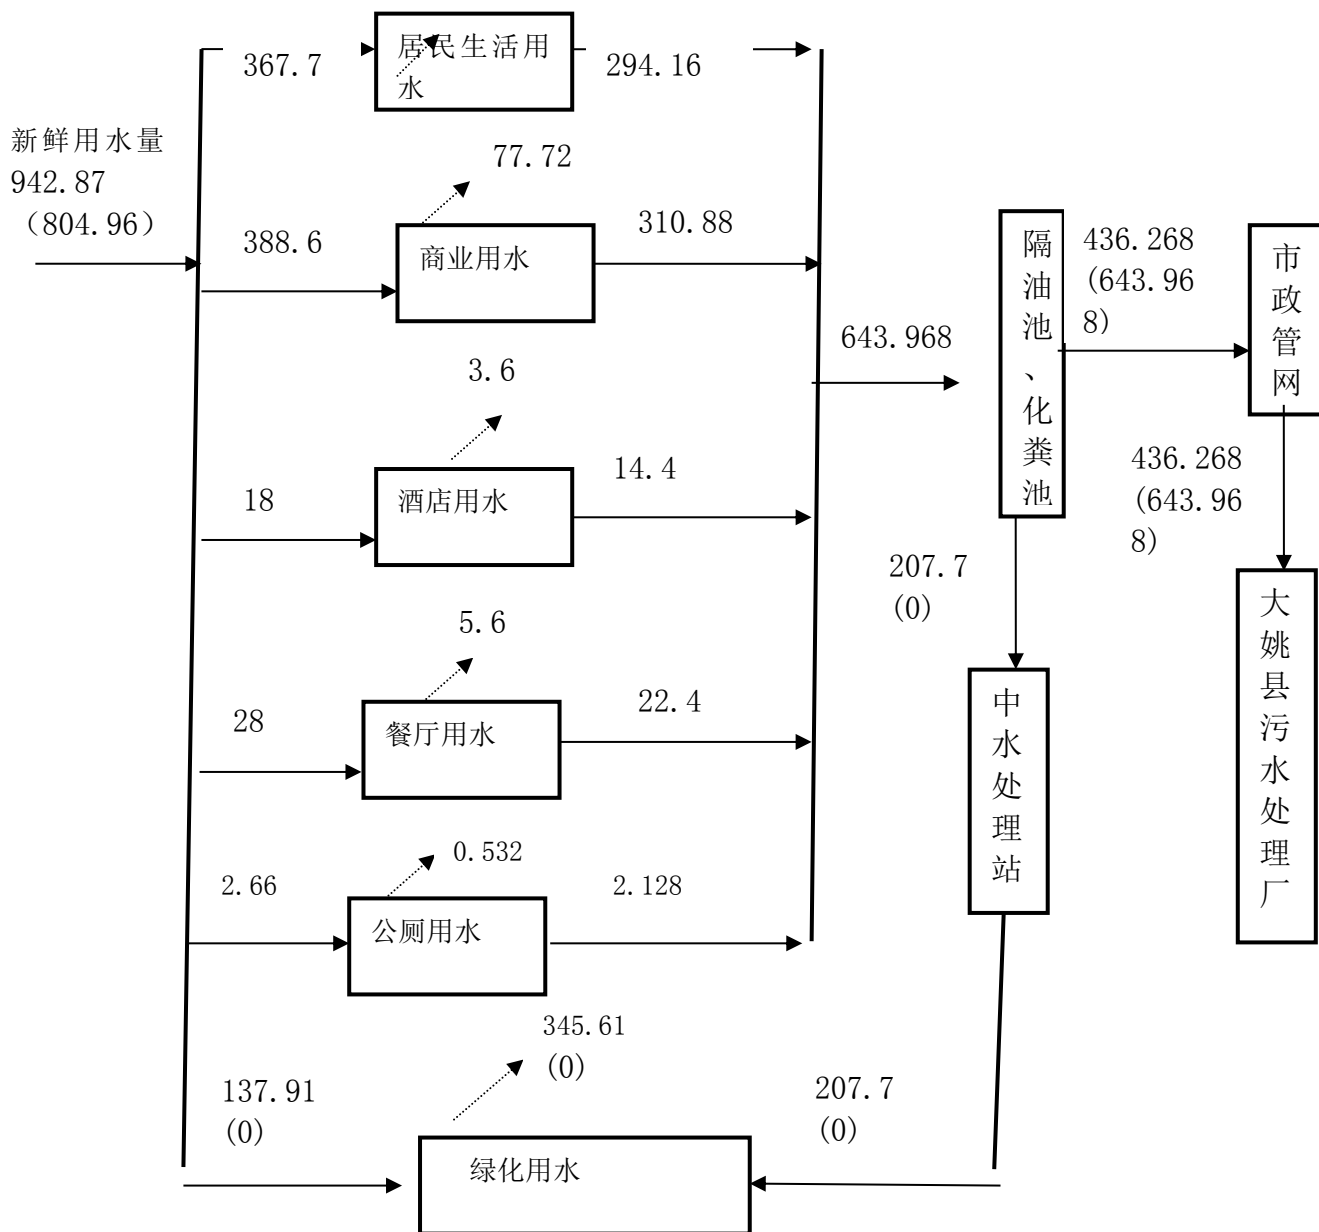 367.7
居民生活用
水
294.16
新鲜用水量
942.87
（804.96）
77.72
388.6
商业用水
310.88
3.6
18
酒店用水
14.4
5.6
28
餐厅用水
22.4
0.532
2.66
公厕用水
2.128
345.61
(0)
137.91
(0)
绿化用水
207.7
(0)
643.968
隔
油
池
、
化
粪
池
436.268
(643.96
8)
市
政
管
网
436.268
(643.96
8)
207.7
(0)
中
水
处
理
站
大
姚
县
污
水
处
理
厂